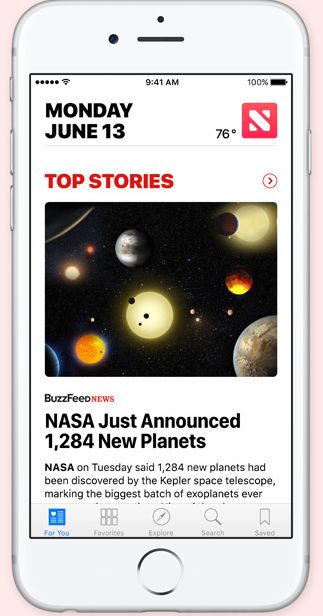 9:41 AM
100%
MONDAY
JUNE 13
76°
TOP STORIES
BuzzFeed NEWS
NASA Just Announced
1,284 New Planets
NASA on Tuesday said 1,284 new planets had
been discovered by the Kepler space telescope,
marking the biggest batch of exoplanets ever
For You Favorites Explore Search Saved